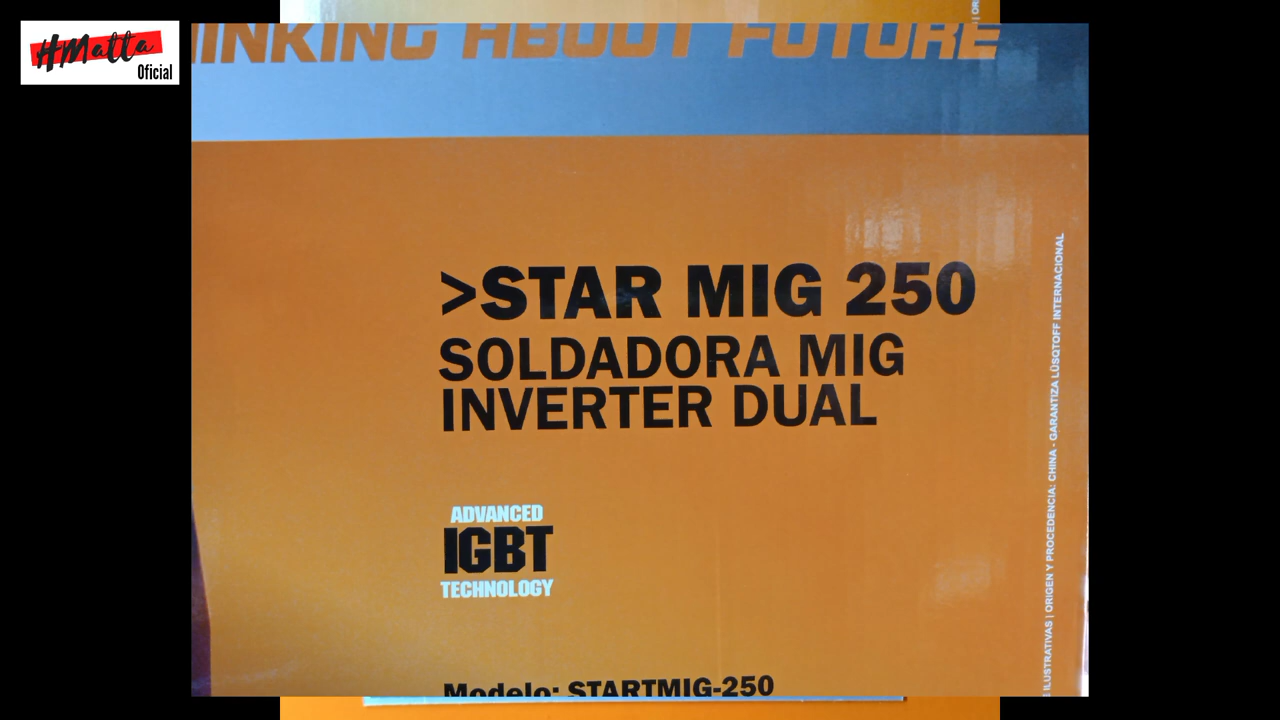 HMatta
Oficial
INKING ABOUT FUTURE
>STAR MIG 250
SOLDADORA MIG
INVERTER DUAL
ADVANCED
IGBT
TECHNOLOGY
Modelo: STARTMIG-250
ILUSTRATIVAS | ORIGEN Y PROCEDENCIA: CHINA - GARANTIZA LÜSQTOFF INTERNACIONAL